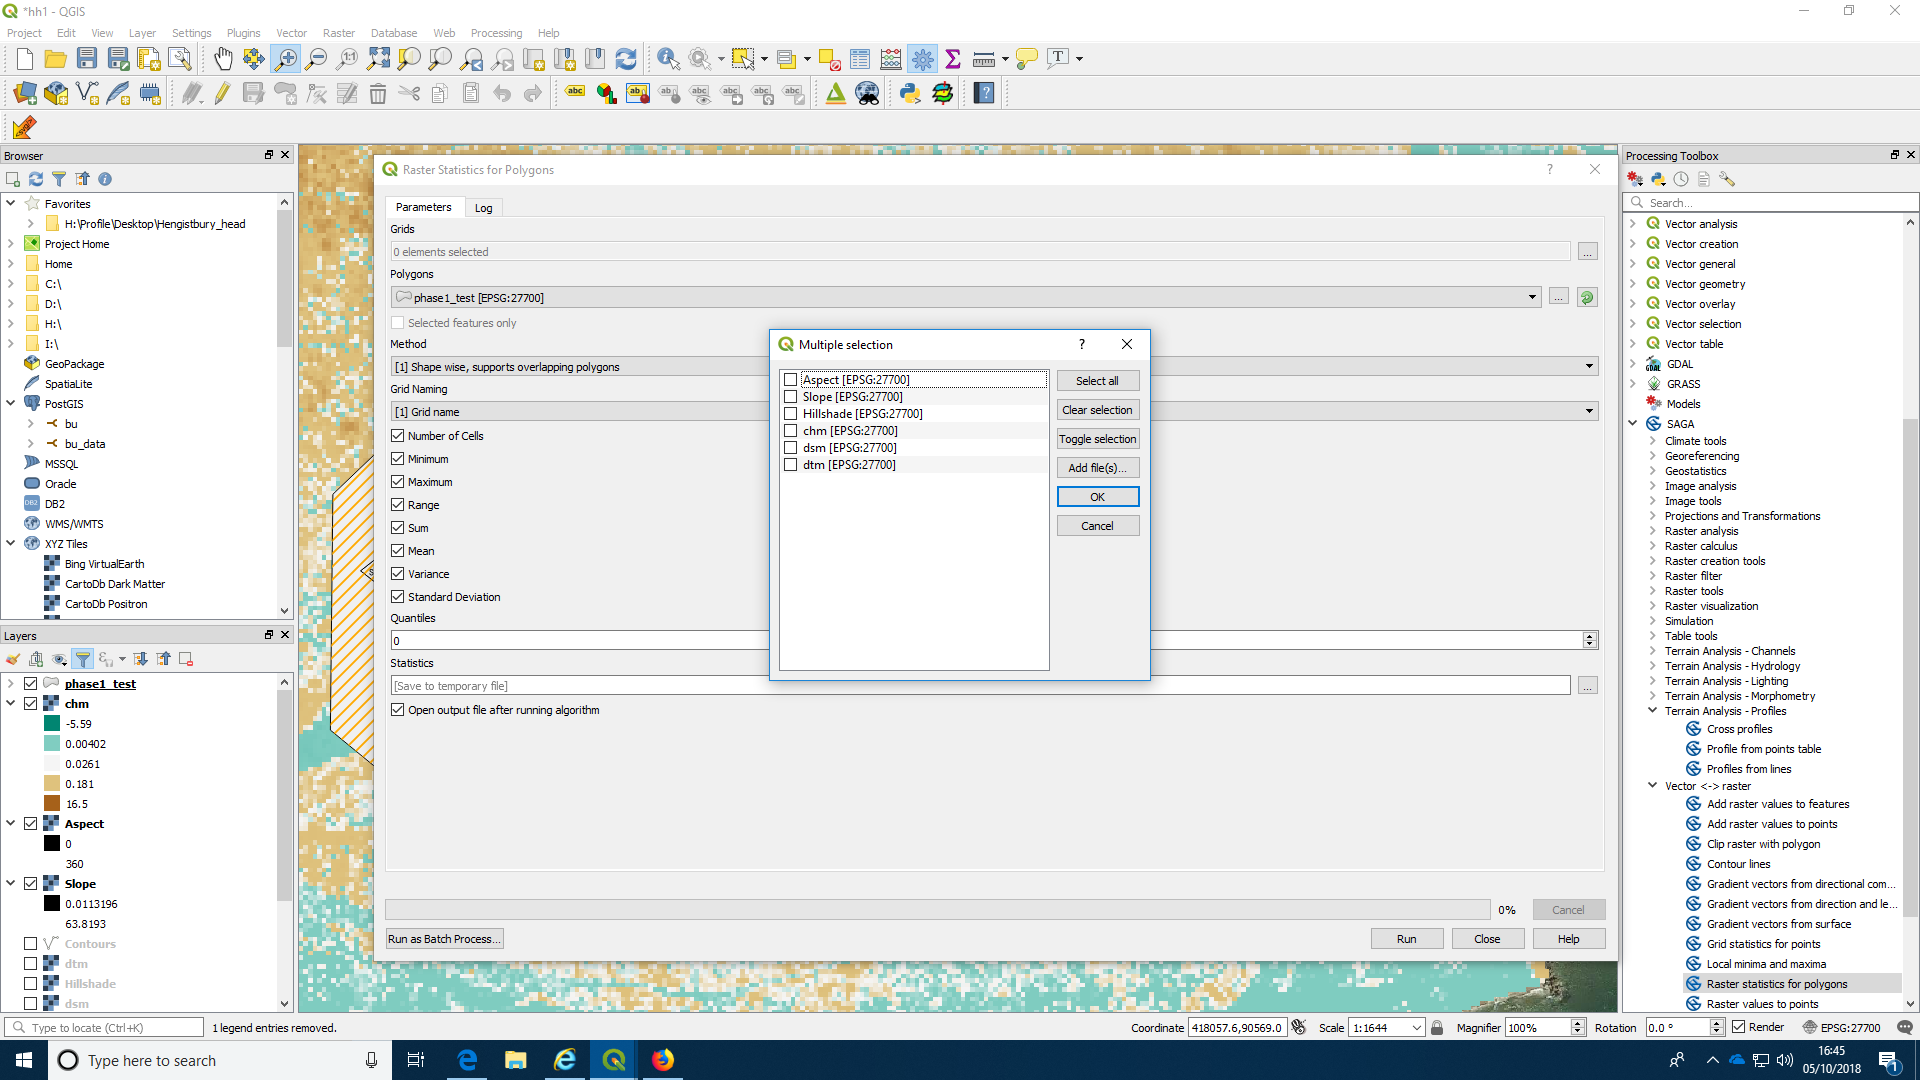 *hh1 - QGIS
Project Edit View Layer Settings Plugins Vector Raster Database Web Processing Help
Browser
Favorites
H:\Profile\Desktop\Hengistbury_head
Project Home
Home
C:\
D:\
H:\
I:\
GeoPackage
SpatiaLite
PostGIS
bu
bu_data
MSSQL
Oracle
DB2
WMS/WMTS
XYZ Tiles
Bing VirtualEarth
CartoDb Dark Matter
CartoDb Positron
Layers
phase1_test
chm
-5.59
0.00402
0.0261
0.181
16.5
Aspect
0
360
Slope
0.0113196
63.8193
Contours
dtm
Hillshade
dsm
Raster Statistics for Polygons
Parameters Log
Grids
0 elements selected
...
Polygons
phase1_test [EPSG:27700]
...
Selected features only
Method
[1] Shape wise, supports overlapping polygons
Grid Naming
[1] Grid name
Number of Cells
Minimum
Maximum
Range
Sum
Mean
Variance
Standard Deviation
Quantiles
0
Statistics
[Save to temporary file]
...
Open output file after running algorithm
0% Cancel
Run as Batch Process... Run Close Help
Multiple selection
Aspect [EPSG:27700]
Slope [EPSG:27700]
Hillshade [EPSG:27700]
chm [EPSG:27700]
dsm [EPSG:27700]
dtm [EPSG:27700]
Select all
Clear selection
Toggle selection
Add file(s)...
OK
Cancel
Processing Toolbox
Search...
Vector analysis
Vector creation
Vector general
Vector geometry
Vector overlay
Vector selection
Vector table
GDAL
GRASS
Models
SAGA
Climate tools
Georeferencing
Geostatistics
Image analysis
Image tools
Projections and Transformations
Raster analysis
Raster calculus
Raster creation tools
Raster filter
Raster tools
Raster visualization
Simulation
Table tools
Terrain Analysis - Channels
Terrain Analysis - Hydrology
Terrain Analysis - Lighting
Terrain Analysis - Morphometry
Terrain Analysis - Profiles
Cross profiles
Profile from points table
Profiles from lines
Vector <-> raster
Add raster values to features
Add raster values to points
Clip raster with polygon
Contour lines
Gradient vectors from directional com...
Gradient vectors from direction and le...
Gradient vectors from surface
Grid statistics for points
Local minima and maxima
Raster statistics for polygons
Raster values to points
Type to locate (Ctrl+K) 1 legend entries removed. Coordinate 418057.6,90569.0 Scale 1:1644 Magnifier 100% Rotation 0.0 ° Render EPSG:27700
Type here to search
16:45
05/10/2018
1